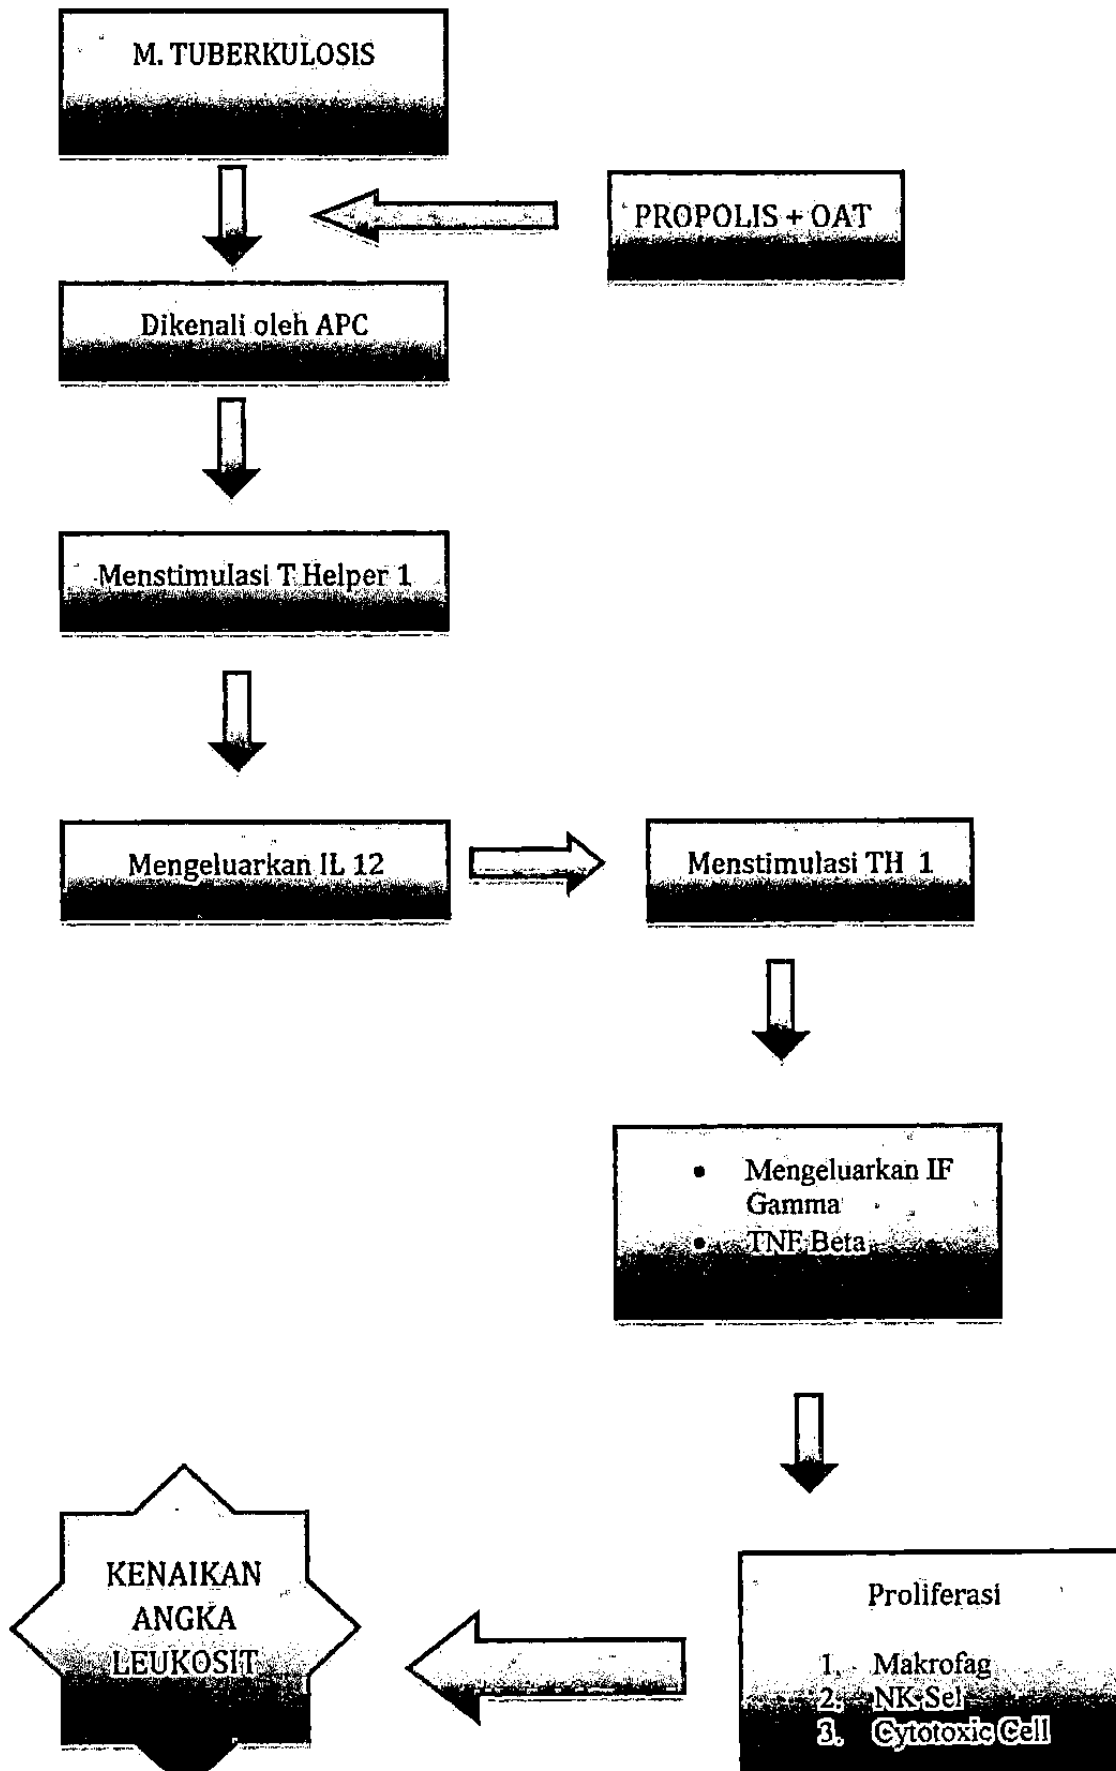 M. TUBERKULOSIS
PROPOLIS + OAT
Dikenali oleh APC
Menstimulasi T Helper 1
Mengeluarkan IL 12
Menstimulasi TH 1
• Mengeluarkan IF
Gamma
• TNF Beta
Proliferasi
1. Makrofag
2. NK Sel
3. Cytotoxic Cell
KENAIKAN
ANGKA
LEUKOSIT